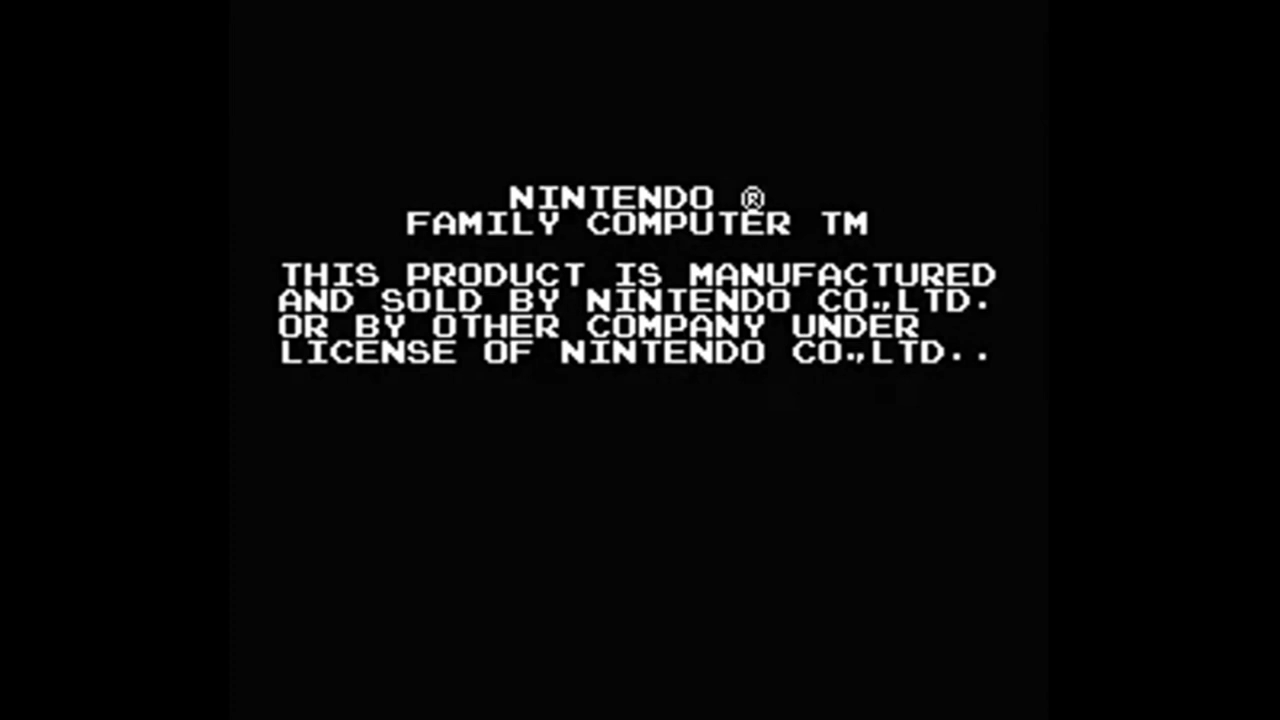 NINTENDO ®
FAMILY COMPUTER TM
THIS PRODUCT IS MANUFACTURED
AND SOLD BY NINTENDO CO.,LTD.
OR BY OTHER COMPANY UNDER
LICENSE OF NINTENDO CO.,LTD..